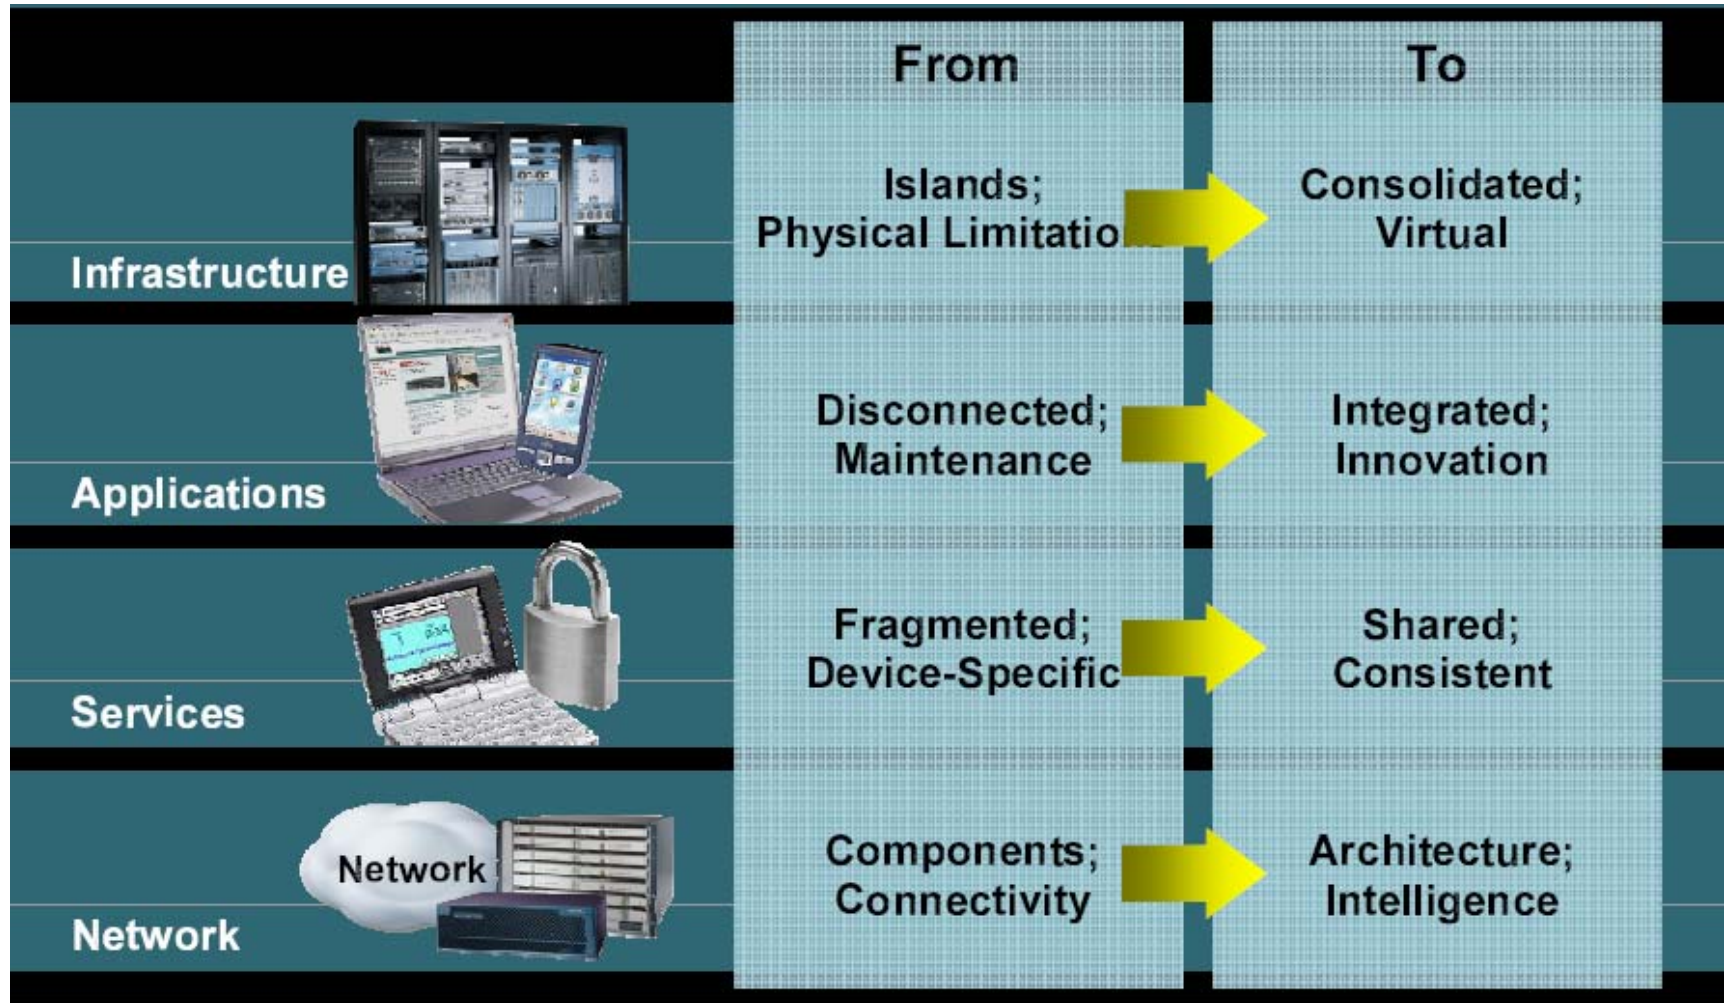 From
To
Infrastructure
Islands;
Physical Limitations
Consolidated;
Virtual
Applications
Disconnected;
Maintenance
Integrated;
Innovation
Services
Fragmented;
Device-Specific
Shared;
Consistent
Network
Network
Components;
Connectivity
Architecture;
Intelligence